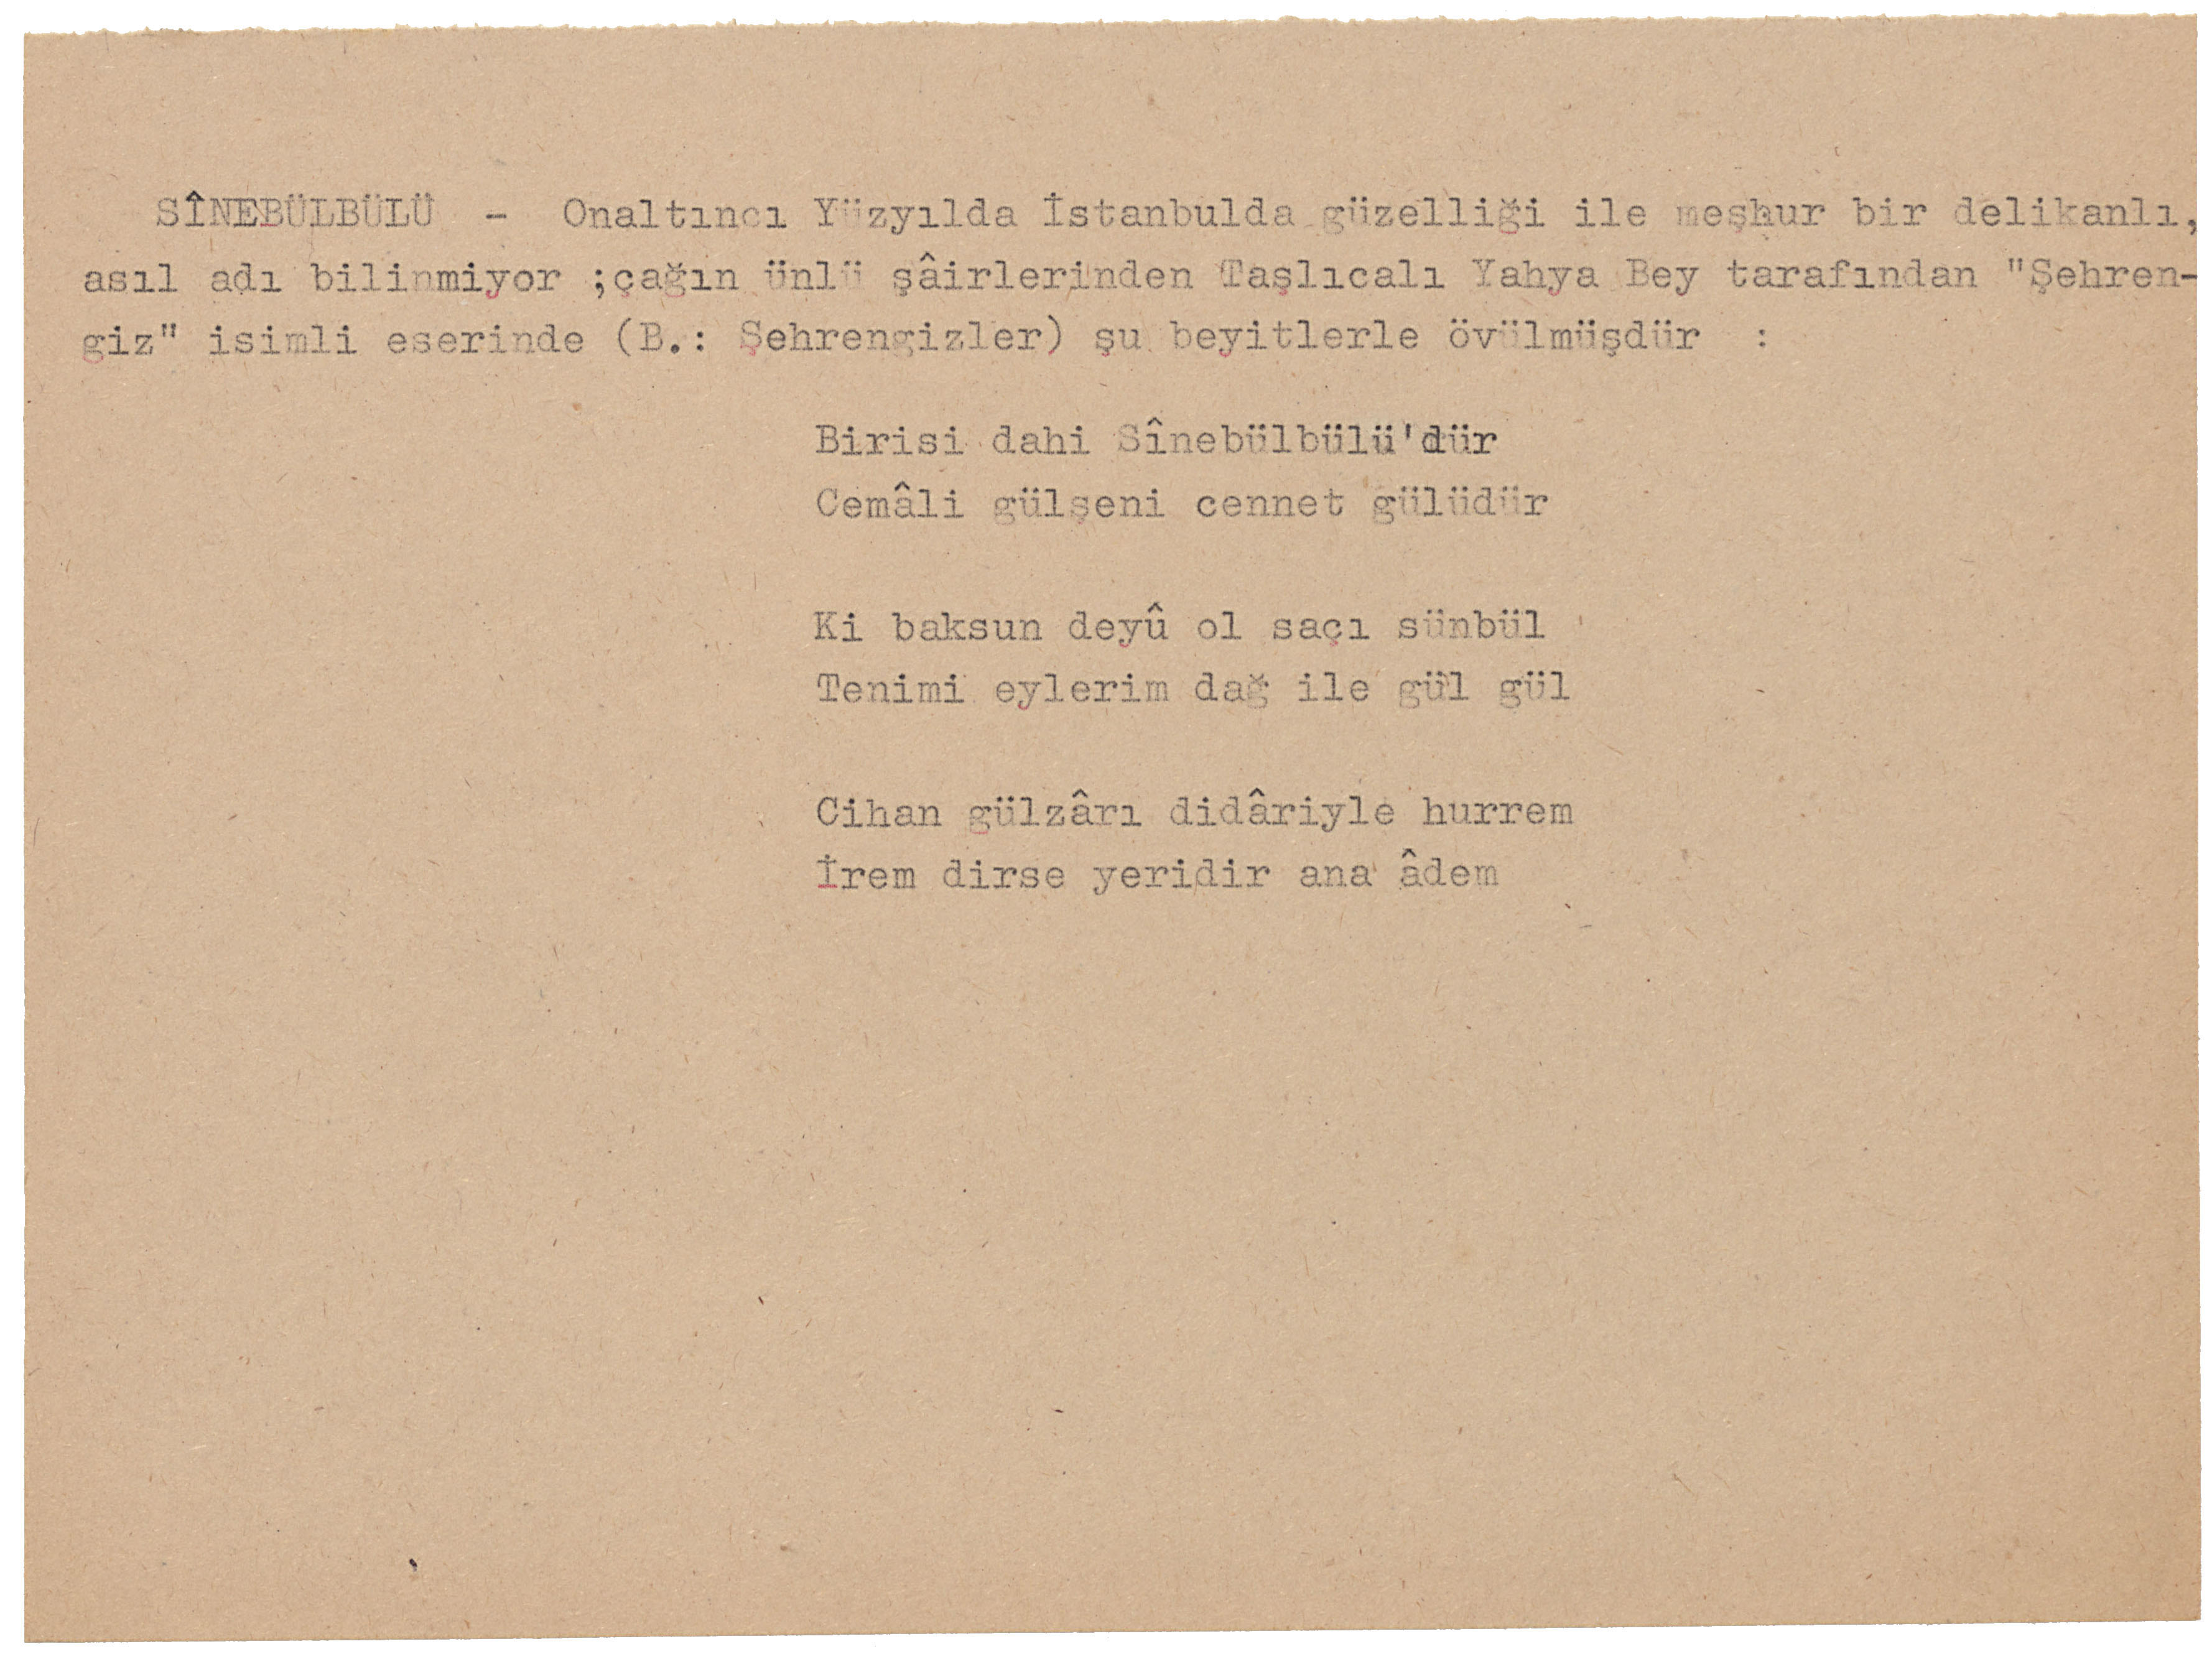 SÎNEBÜLBÜLÜ - Onaltıncı Yüzyılda İstanbulda güzelliği ile meşhur bir delikanlı,
asıl adı bilinmiyor ;çağın ünlü şâirlerinden Taşlıcalı Yahya Bey tarafından "Şehren-
giz" isimli eserinde (B.: Şehrengizler) şu beyitlerle övülmüşdür :
Birisi dahi Sînebülbülü'dür
Cemâli gülşeni cennet gülüdür
Ki baksun deyû ol saçı sünbül
Tenimi eylerim dağ ile gül gül
Cihan gülzârı didâriyle hurrem
İrem dirse yeridir ana âdem